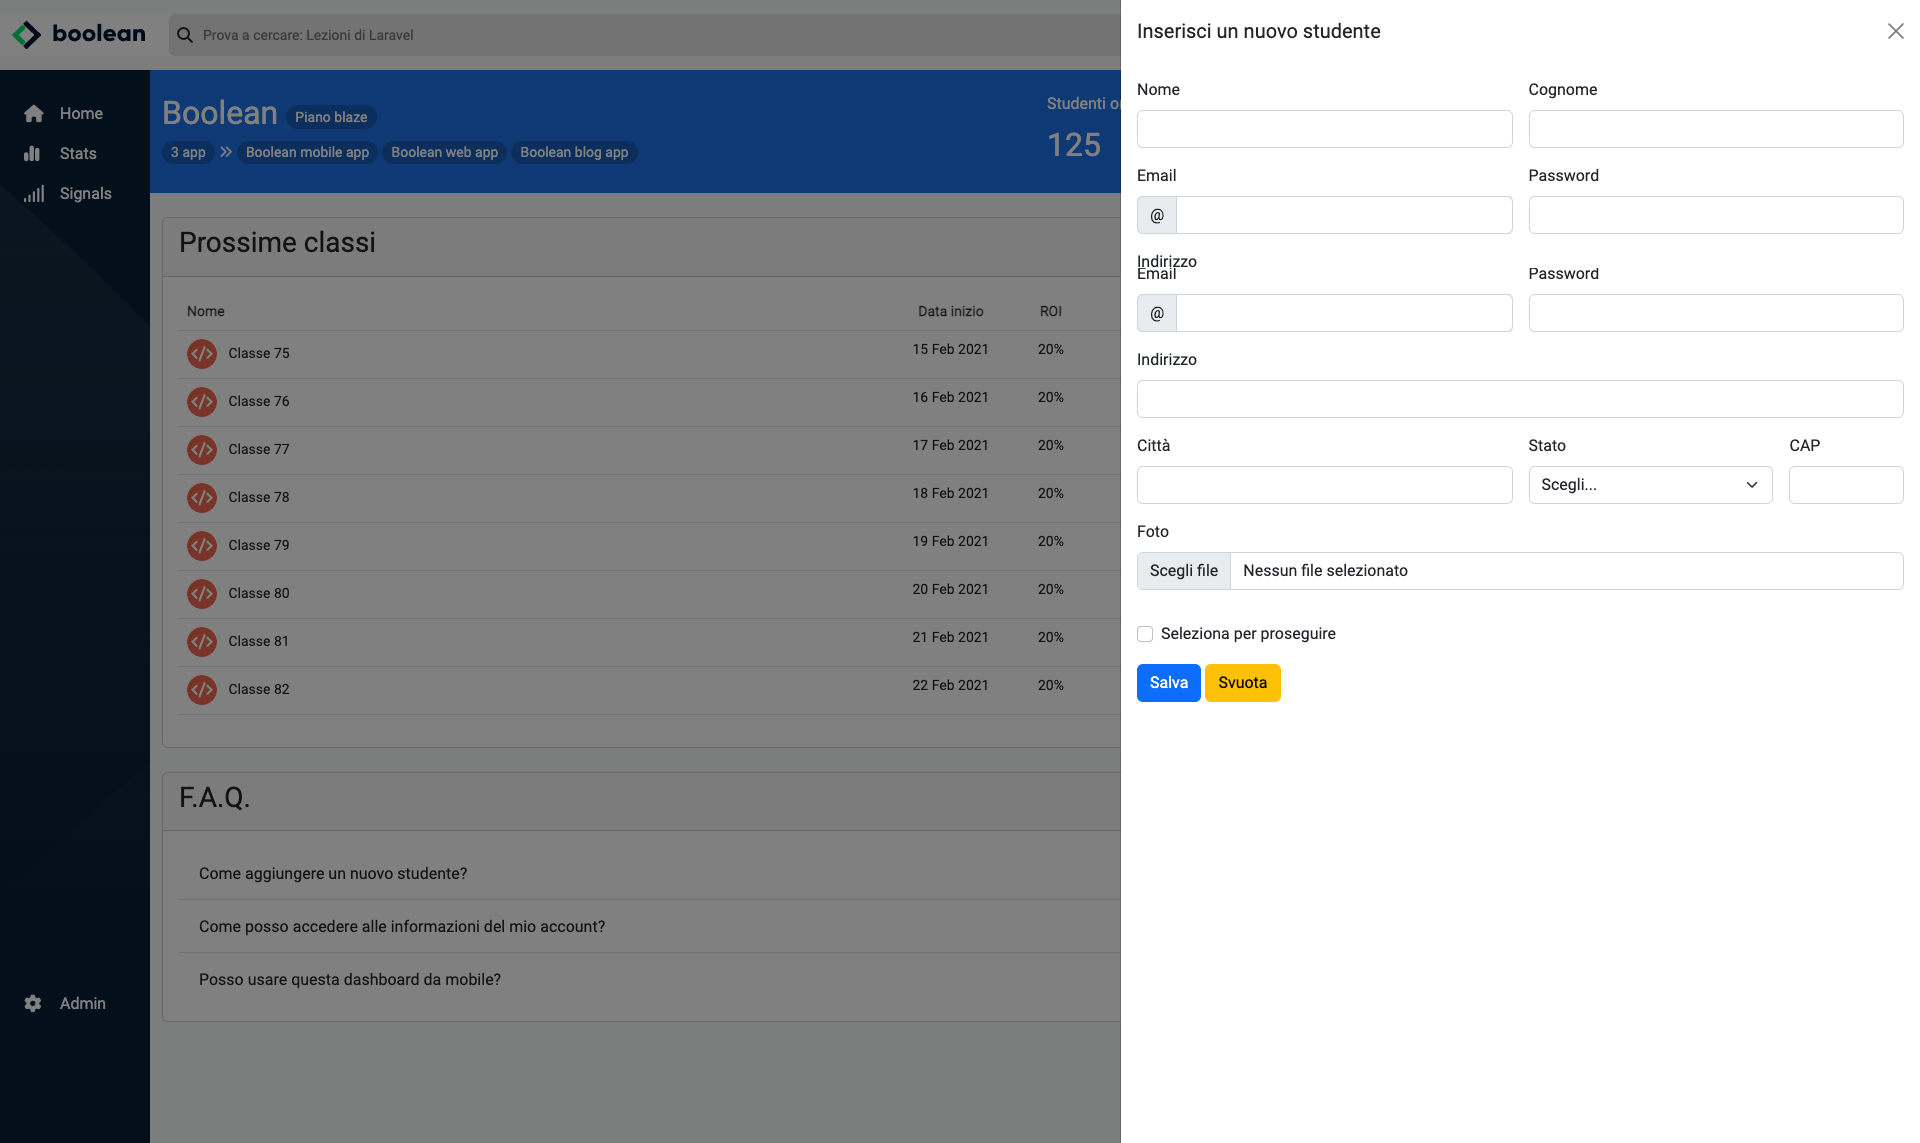 boolean
Prova a cercare: Lezioni di Laravel
Home
Stats
Signals
Admin
Boolean Piano blaze
3 app Boolean mobile app Boolean web app Boolean blog app
Studenti
125
Prossime classi
Nome Data inizio ROI
Classe 75 15 Feb 2021 20%
Classe 76 16 Feb 2021 20%
Classe 77 17 Feb 2021 20%
Classe 78 18 Feb 2021 20%
Classe 79 19 Feb 2021 20%
Classe 80 20 Feb 2021 20%
Classe 81 21 Feb 2021 20%
Classe 82 22 Feb 2021 20%
F.A.Q.
Come aggiungere un nuovo studente?
Come posso accedere alle informazioni del mio account?
Posso usare questa dashboard da mobile?
Inserisci un nuovo studente
Nome Cognome
Email Password
@
Indirizzo
Email Password
@
Indirizzo
Città Stato CAP
Scegli...
Foto
Scegli file Nessun file selezionato
Seleziona per proseguire
Salva Svuota